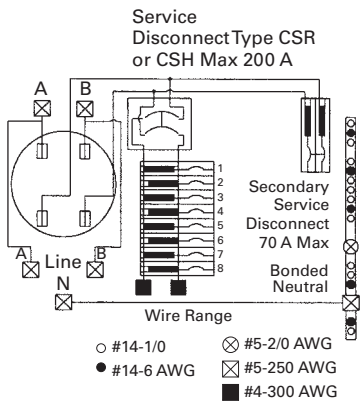 Service
Disconnect Type CSR
or CSH Max 200 A
A
B
1
2
3
4
5
6
7
8
A
Line
B
N
Secondary
Service
Disconnect
70 A Max
Bonded
Neutral
Wire Range
#14-1/0
#5-2/0 AWG
#14-6 AWG
#5-250 AWG
#4-300 AWG